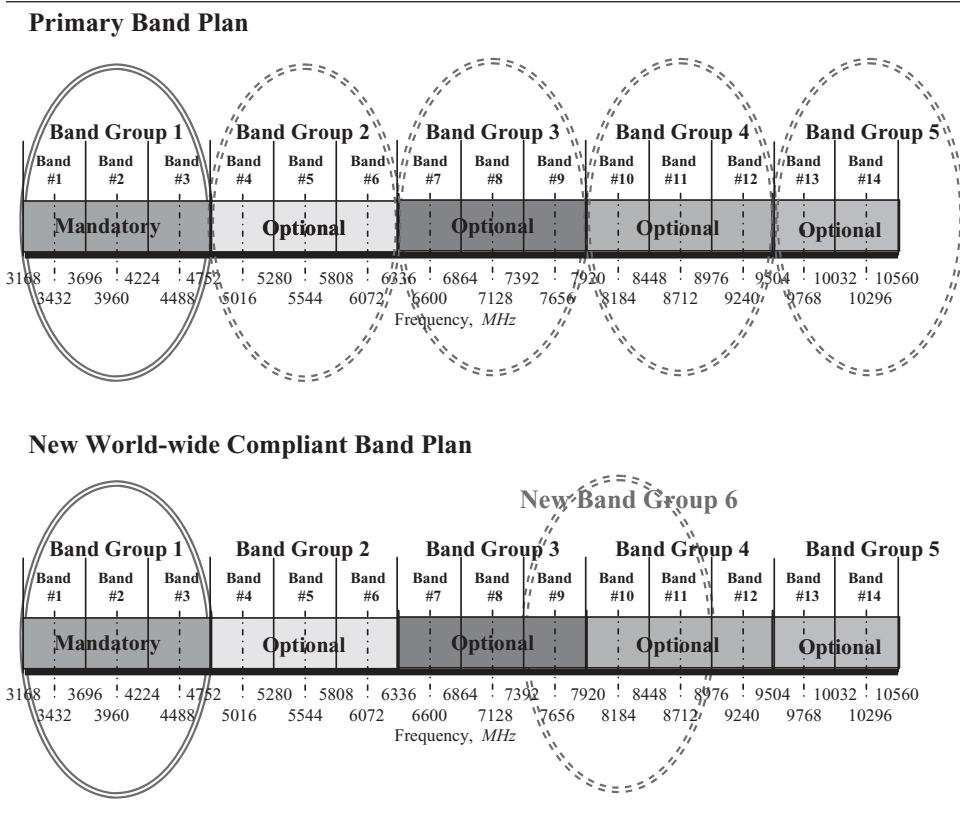 Primary Band Plan
Band Group 1 Band Group 2 Band Group 3 Band Group 4 Band Group 5
Band Band Band Band Band Band Band Band Band Band Band Band Band Band
#1 #2 #3 #4 #5 #6 #7 #8 #9 #10 #11 #12 #13 #14
Mandatory Optional Optional Optional Optional
3168 3696 4224 4752 5280 5808 6336 6864 7392 7920 8448 8976 9504 10032 10560
3432 3960 4488 5016 5544 6072 6600 7128 7656 8184 8712 9240 9768 10296
Frequency, MHz
New World-wide Compliant Band Plan
New Band Group 6
Band Group 1 Band Group 2 Band Group 3 Band Group 4 Band Group 5
Band Band Band Band Band Band Band Band Band Band Band Band Band Band
#1 #2 #3 #4 #5 #6 #7 #8 #9 #10 #11 #12 #13 #14
Mandatory Optional Optional Optional Optional
3168 3696 4224 4752 5280 5808 6336 6864 7392 7920 8448 8976 9504 10032 10560
3432 3960 4488 5016 5544 6072 6600 7128 7656 8184 8712 9240 9768 10296
Frequency, MHz